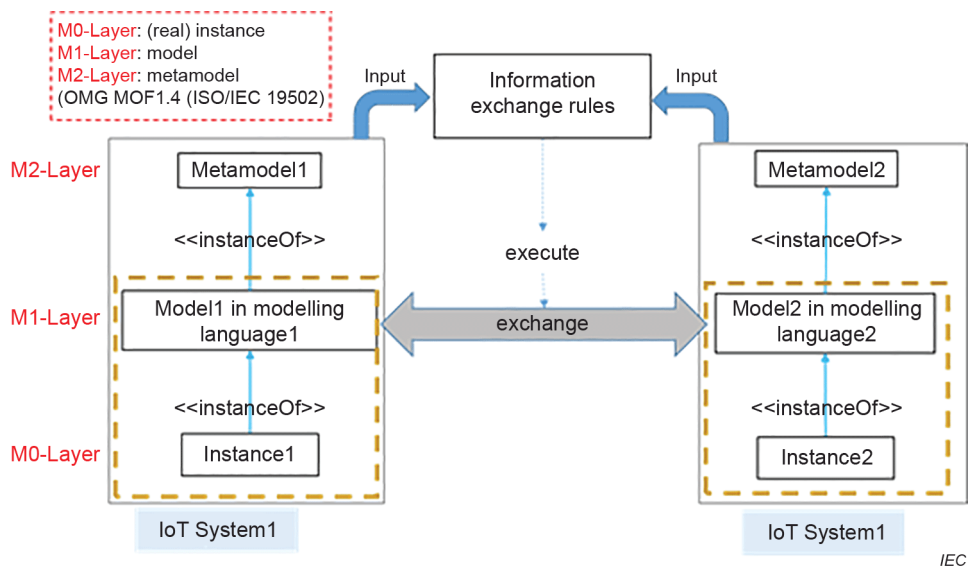 M0-Layer: (real) instance
M1-Layer: model
M2-Layer: metamodel
(OMG MOF1.4 (ISO/IEC 19502)
Input
Information
exchange rules
Input
M2-Layer
Metamodel1
Metamodel2
<<instanceOf>>
execute
<<instanceOf>>
M1-Layer
Model1 in modelling
language1
exchange
Model2 in modelling
language2
<<instanceOf>>
<<instanceOf>>
M0-Layer
Instance1
Instance2
IoT System1
IoT System1
IEC